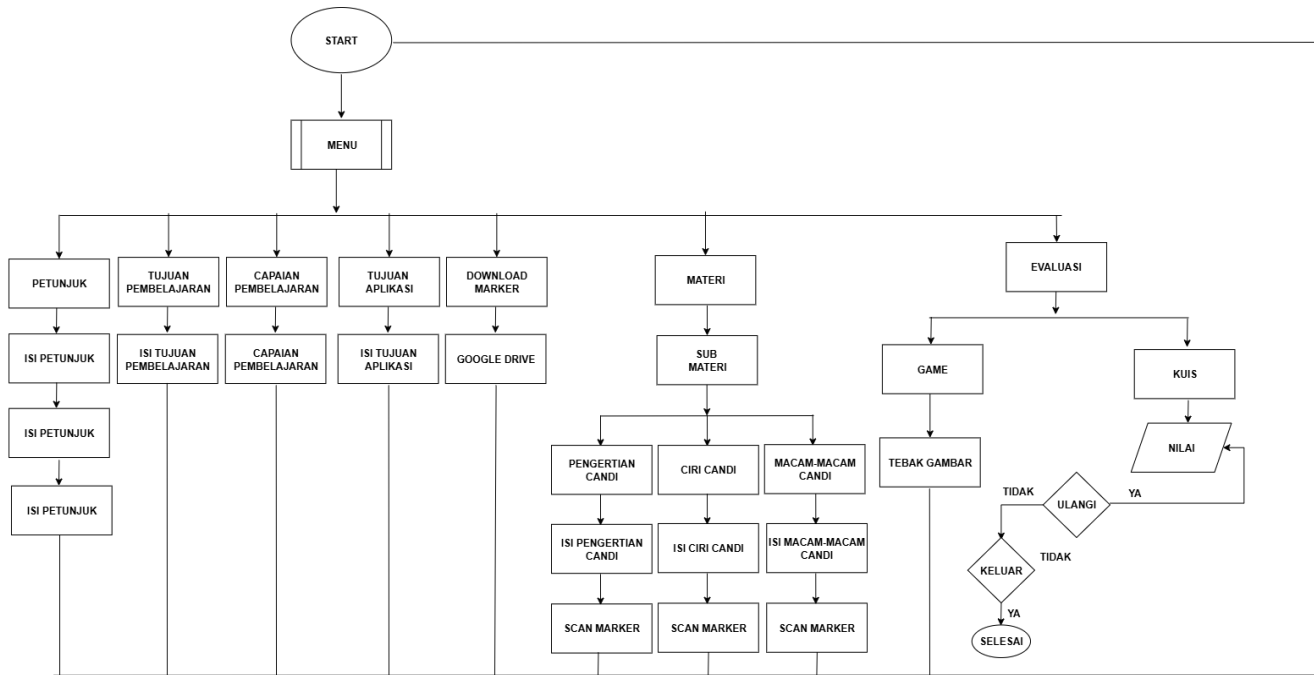 START
MENU
PETUNJUK
TUJUAN
PEMBELAJARAN
CAPAIAN
PEMBELAJARAN
TUJUAN
APLIKASI
DOWNLOAD
MARKER
MATERI
EVALUASI
ISI PETUNJUK
ISI TUJUAN
PEMBELAJARAN
CAPAIAN
PEMBELAJARAN
ISI TUJUAN
APLIKASI
GOOGLE DRIVE
SUB
MATERI
GAME
KUIS
ISI PETUNJUK
PENGERTIAN
CANDI
CIRI CANDI
MACAM-MACAM
CANDI
TEBAK GAMBAR
NILAI
ISI PETUNJUK
TIDAK
ULANGI
YA
ISI PENGERTIAN
CANDI
ISI CIRI CANDI
ISI MACAM-MACAM
CANDI
KELUAR
TIDAK
YA
SCAN MARKER
SCAN MARKER
SCAN MARKER
SELESAI